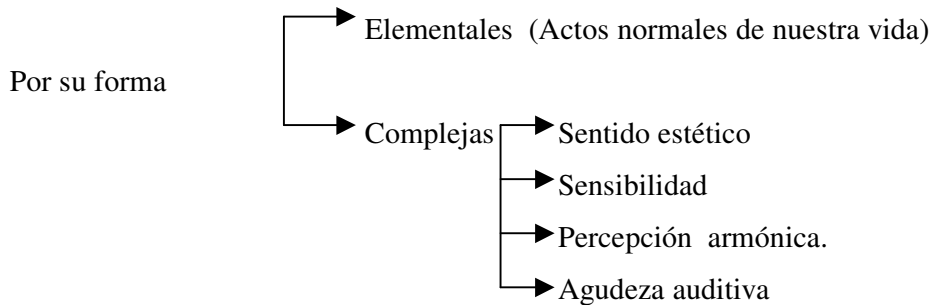 Elementales (Actos normales de nuestra vida)
Por su forma
Complejas Sentido estético
Sensibilidad
Percepción armónica.
Agudeza auditiva